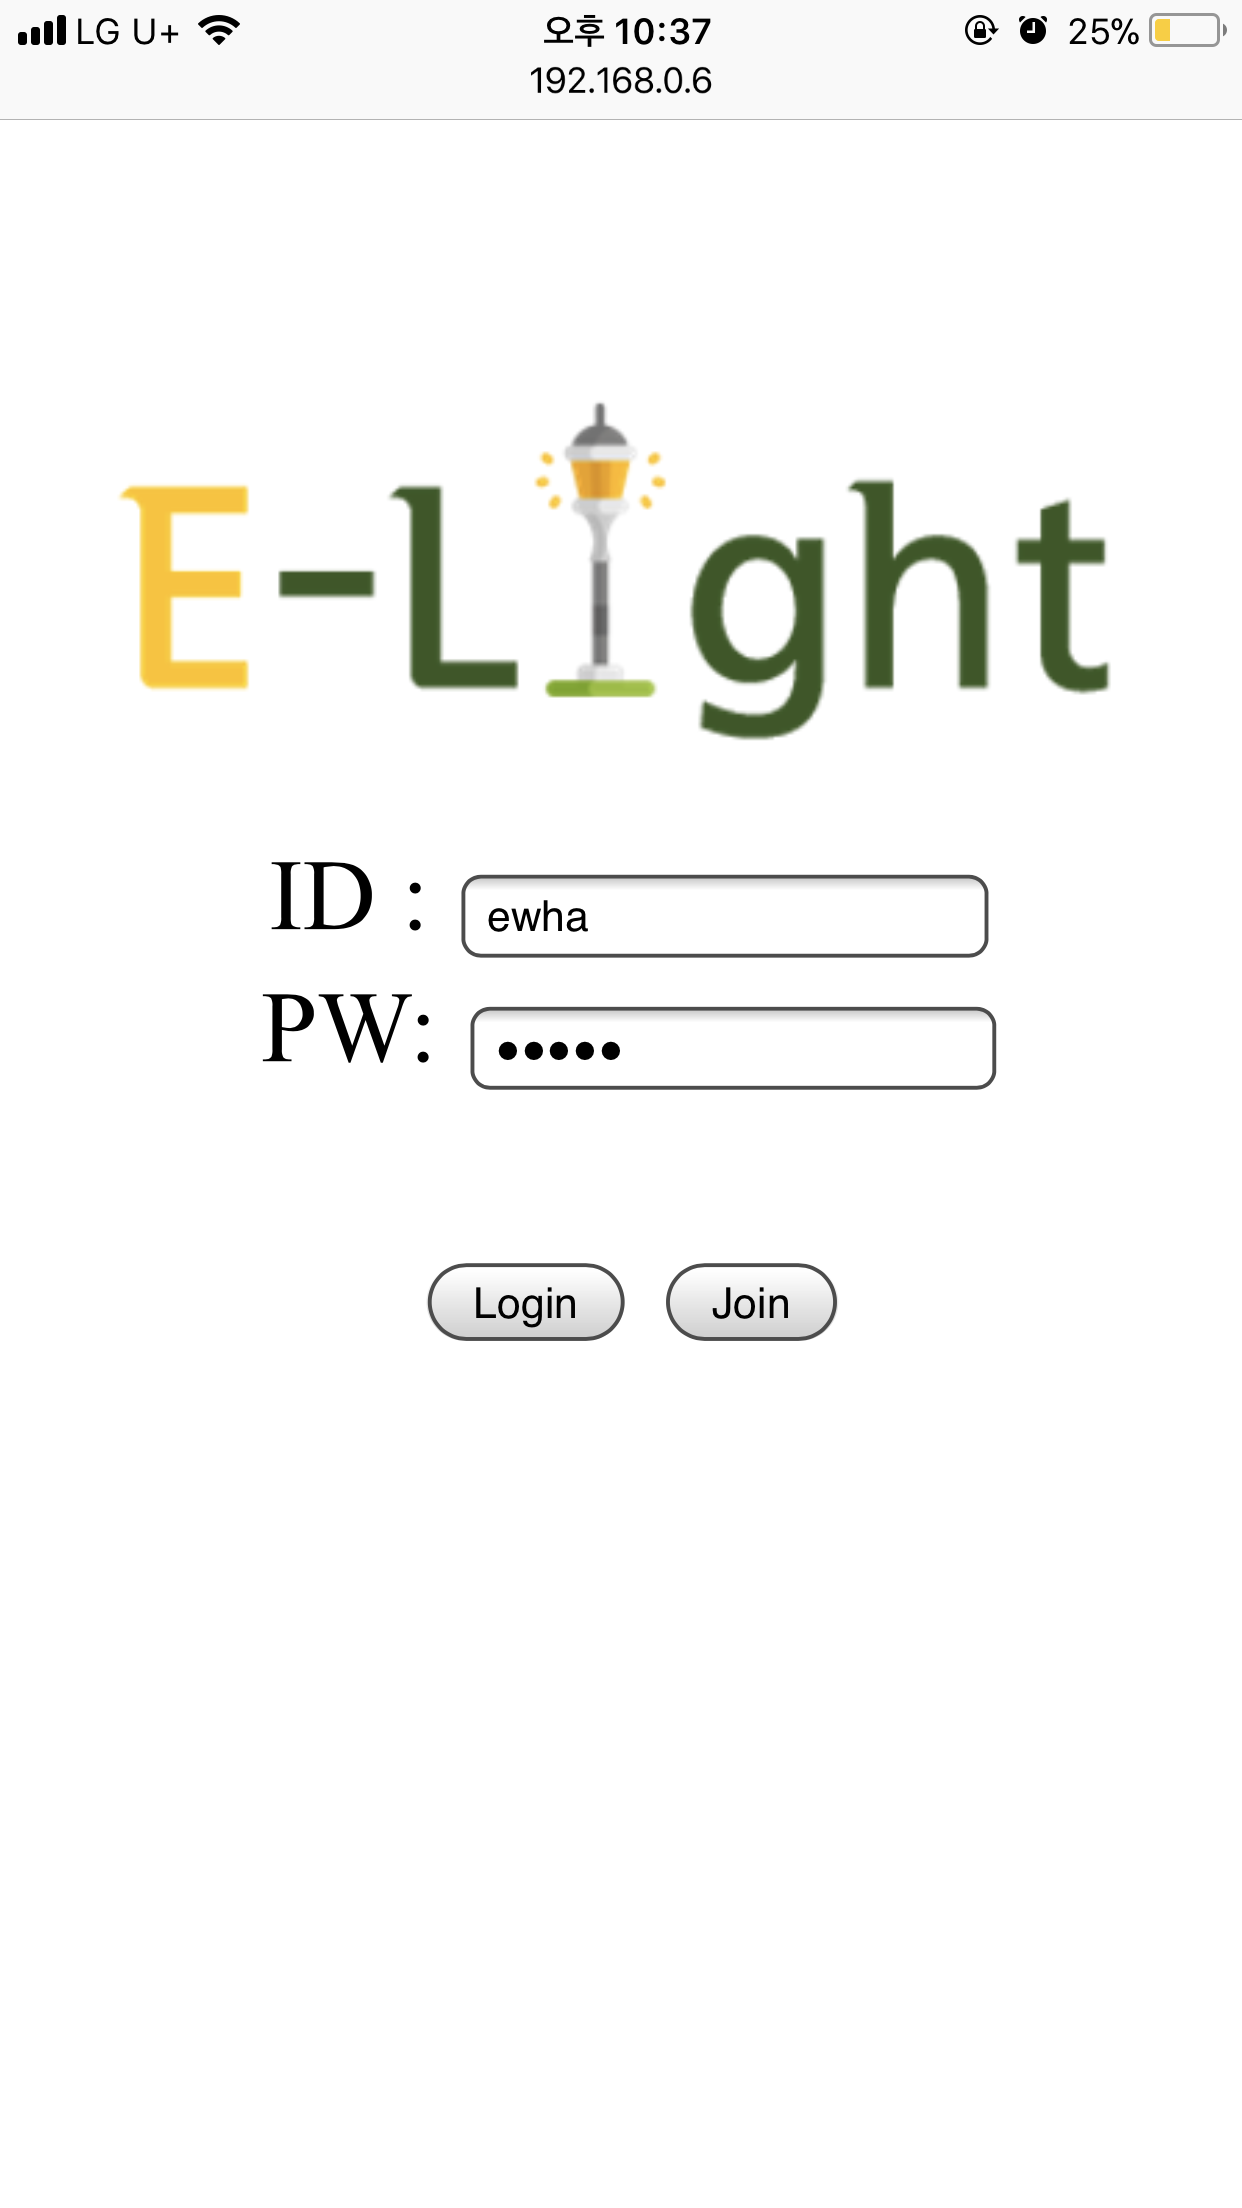 LG U+ 오후 10:37 25%
192.168.0.6
E-Light
ID : ewha
PW: •••••
Login Join